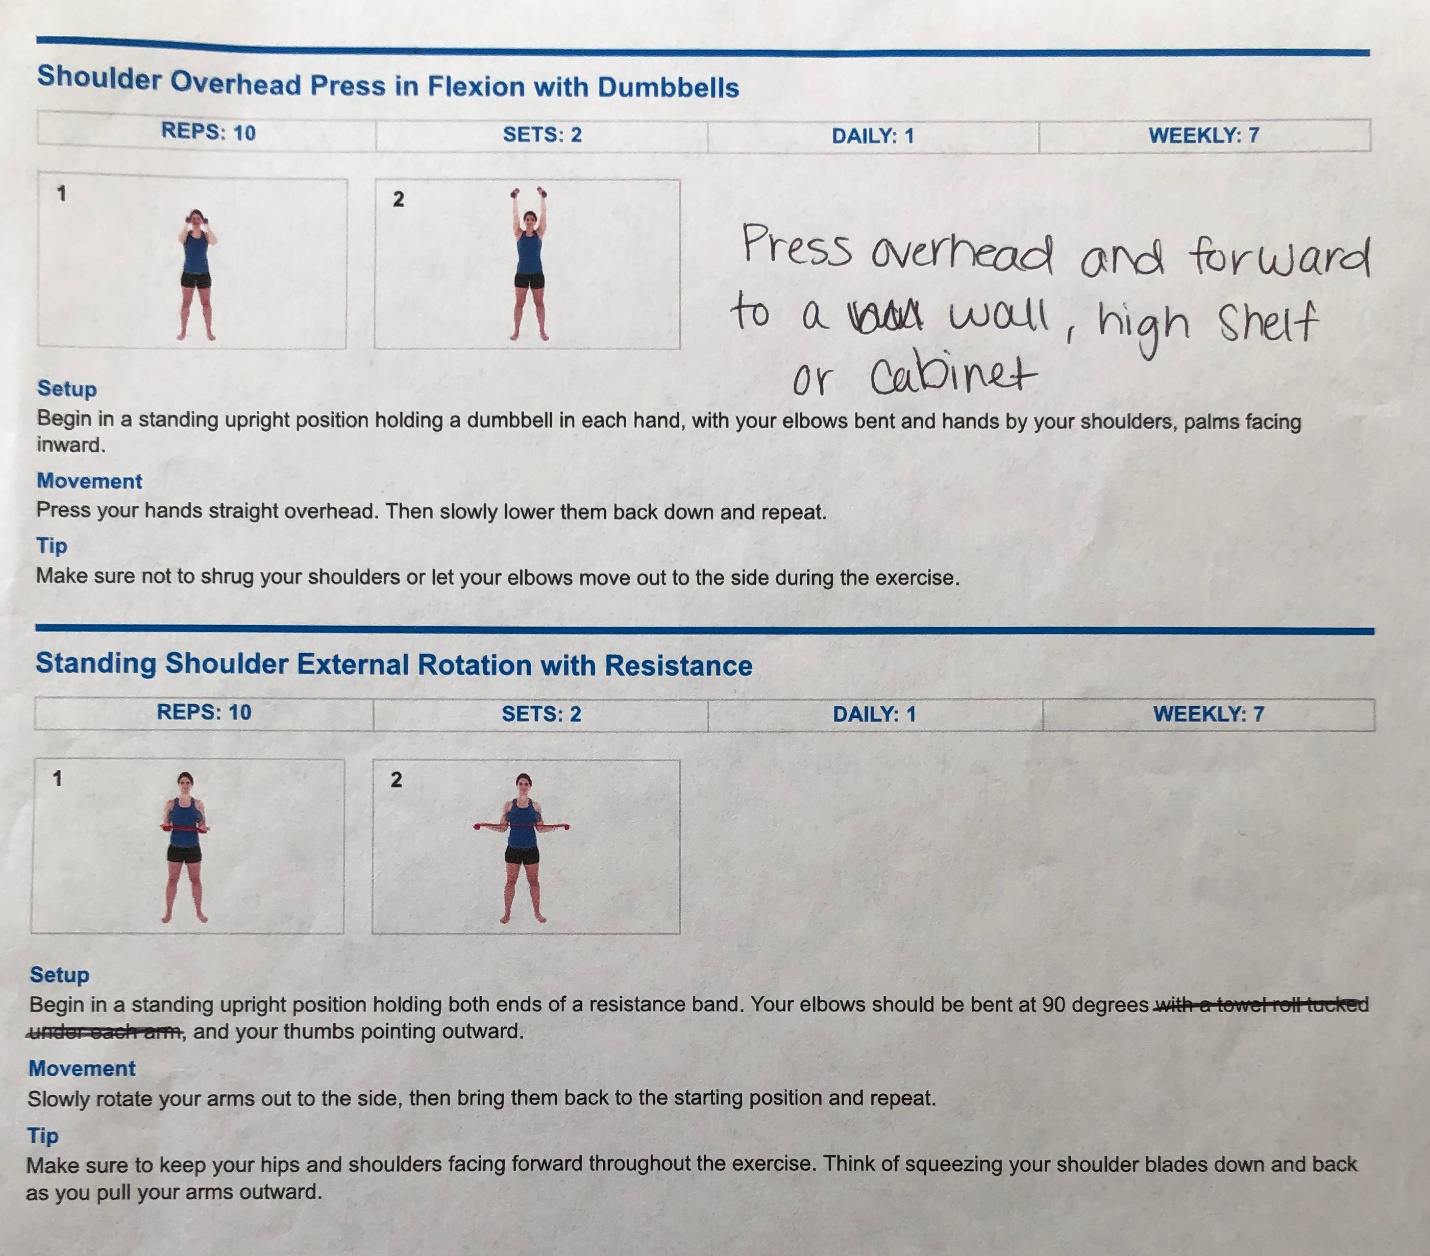 Shoulder Overhead Press in Flexion with Dumbbells
REPS: 10 SETS: 2 DAILY: 1 WEEKLY: 7
1 2
Press overhead and forward
to a wall, high shelf
or cabinet
Setup
Begin in a standing upright position holding a dumbbell in each hand, with your elbows bent and hands by your shoulders, palms facing
inward.
Movement
Press your hands straight overhead. Then slowly lower them back down and repeat.
Tip
Make sure not to shrug your shoulders or let your elbows move out to the side during the exercise.
Standing Shoulder External Rotation with Resistance
REPS: 10 SETS: 2 DAILY: 1 WEEKLY: 7
1 2
Setup
Begin in a standing upright position holding both ends of a resistance band. Your elbows should be bent at 90 degrees with a towel roll tucked
under each arm, and your thumbs pointing outward.
Movement
Slowly rotate your arms out to the side, then bring them back to the starting position and repeat.
Tip
Make sure to keep your hips and shoulders facing forward throughout the exercise. Think of squeezing your shoulder blades down and back
as you pull your arms outward.